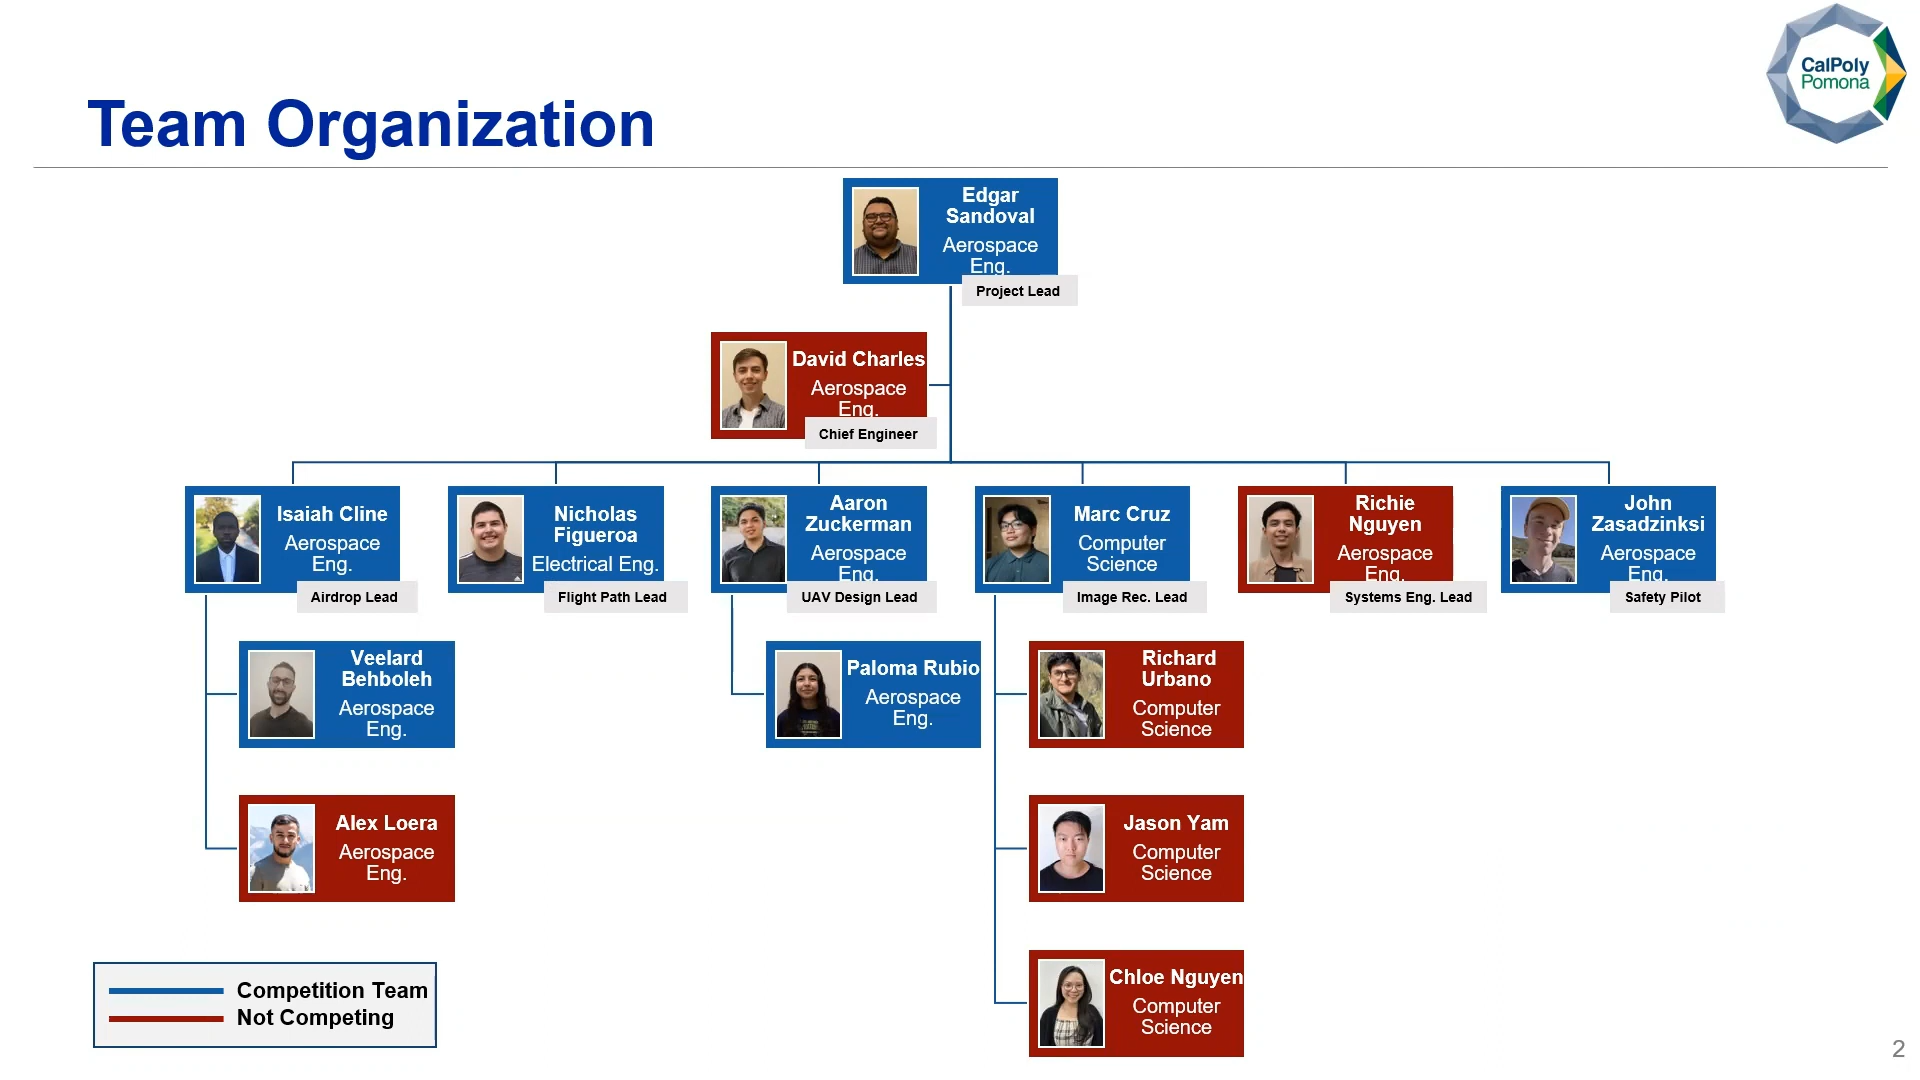 CalPoly
Pomona
Team Organization
Edgar
Sandoval
Aerospace
Eng.
Project Lead
David Charles
Aerospace
Eng.
Chief Engineer
Isaiah Cline
Aerospace
Eng.
Airdrop Lead
Nicholas
Figueroa
Electrical Eng.
Flight Path Lead
Aaron
Zuckerman
Aerospace
Eng.
UAV Design Lead
Marc Cruz
Computer
Science
Image Rec. Lead
Richie
Nguyen
Aerospace
Eng.
Systems Eng. Lead
John
Zasadzinksi
Aerospace
Eng.
Safety Pilot
Veelard
Behboleh
Aerospace
Eng.
Paloma Rubio
Aerospace
Eng.
Richard
Urbano
Computer
Science
Alex Loera
Aerospace
Eng.
Jason Yam
Computer
Science
Chloe Nguyen
Computer
Science
Competition Team
Not Competing
2